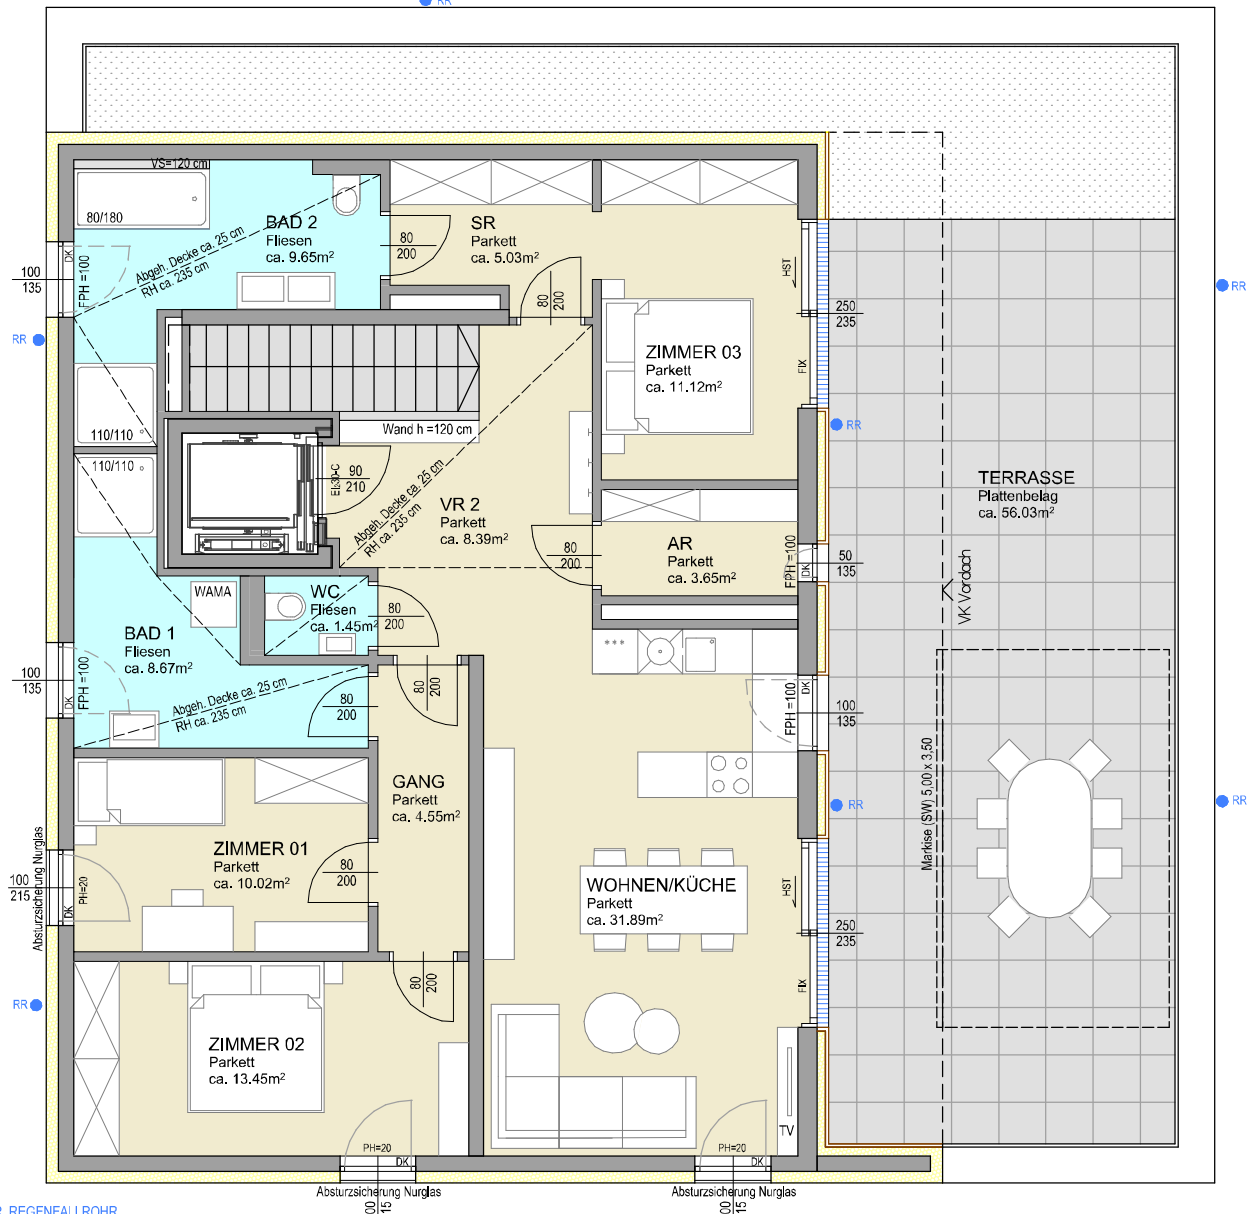 RR
VS=120 cm
80/180
BAD 2
Fliesen
ca. 9.65m²
Abgeh. Decke ca. 25 cm
RH ca. 235 cm
80
200
SR
Parkett
ca. 5.03m²
80
200
DK
FPH =100
100
135
RR
HST
250
235
RR
ZIMMER 03
Parkett
ca. 11.12m²
FIX
110/110
Wand h =120 cm
RR
110/110
90
210
EI230-C
Abgeh. Decke ca. 25 cm
RH ca. 235 cm
VR 2
Parkett
ca. 8.39m²
TERRASSE
Plattenbelag
ca. 56.03m²
80
200
AR
Parkett
ca. 3.65m²
FPH =100
DK
50
135
VK Vordach
WAMA
WC
Fliesen
ca. 1.45m²
80
200
BAD 1
Fliesen
ca. 8.67m²
***
100
135
FPH =100
DK
Abgeh. Decke ca. 25 cm
RH ca. 235 cm
80
200
80
200
DK
FPH =100
100
135
GANG
Parkett
ca. 4.55m²
Markise (SW) 5,00 x 3,50
RR
RR
ZIMMER 01
Parkett
ca. 10.02m²
80
200
Absturzsicherung Nurglas
100
215
PH=20
DK
WOHNEN/KÜCHE
Parkett
ca. 31.89m²
HST
250
235
FIX
80
200
RR
ZIMMER 02
Parkett
ca. 13.45m²
TV
PH=20
DK
PH=20
DK
Absturzsicherung Nurglas
Absturzsicherung Nurglas
00
15
00
15
REGENFALLROHR